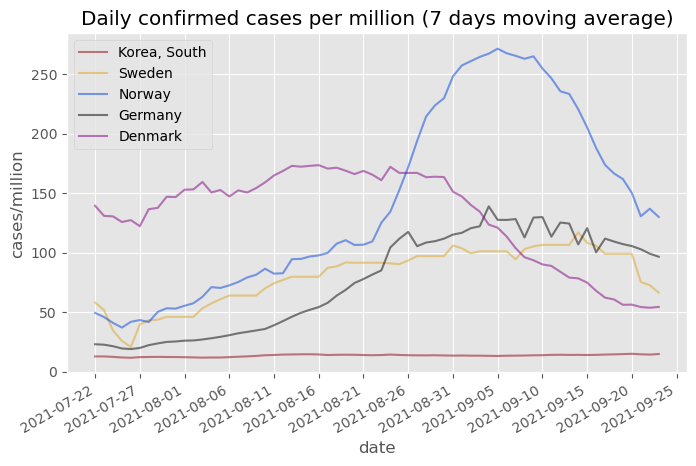 Daily confirmed cases per million (7 days moving average)
Korea, South
Sweden
Norway
Germany
Denmark
cases/million
250
200
150
100
50
0
2021-07-22
2021-07-27
2021-08-01
2021-08-06
2021-08-11
2021-08-16
2021-08-21
2021-08-26
2021-08-31
2021-09-05
2021-09-10
2021-09-15
2021-09-20
2021-09-25
date